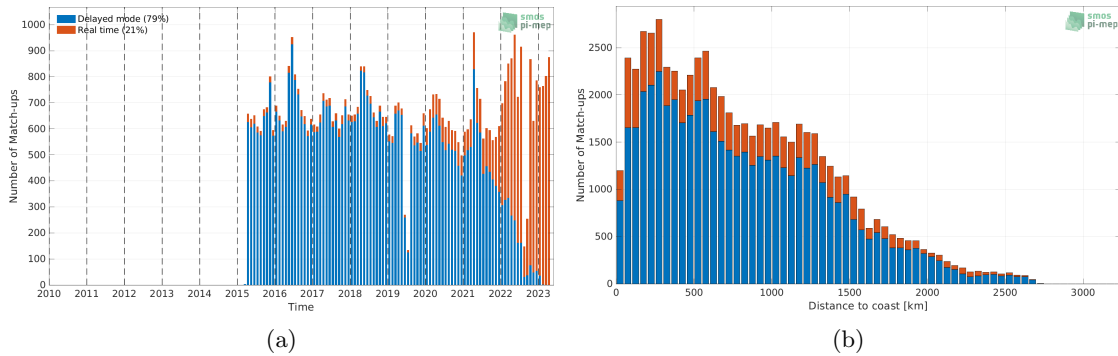 Delayed mode (79%)
Real time (21%)
smos
pi-mep
Number of Match-ups
1000
900
800
700
600
500
400
300
200
100
0
2010 2011 2012 2013 2014 2015 2016 2017 2018 2019 2020 2021 2022 2023
Time
(a)
smos
pi-mep
Number of Match-ups
2500
2000
1500
1000
500
0
0 500 1000 1500 2000 2500 3000
Distance to coast [km]
(b)